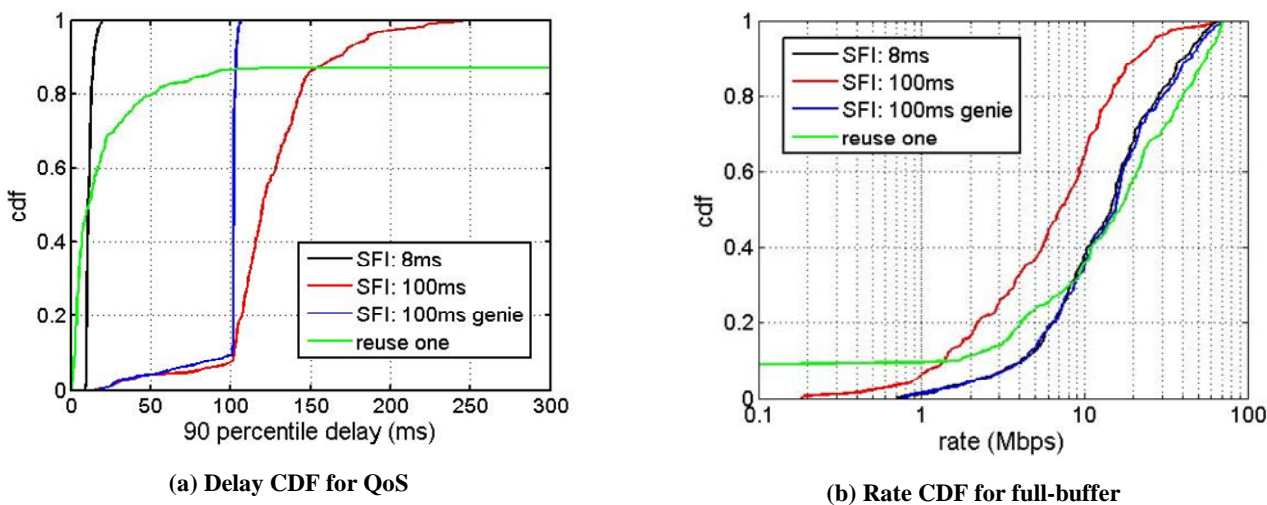 1
0.8
0.6
0.4
0.2
0
cdf
SFI: 8ms
SFI: 100ms
SFI: 100ms genie
reuse one
0 50 100 150 200 250 300
90 percentile delay (ms)
(a) Delay CDF for QoS
1
0.8
0.6
0.4
0.2
0
cdf
SFI: 8ms
SFI: 100ms
SFI: 100ms genie
reuse one
0.1 1 10 100
rate (Mbps)
(b) Rate CDF for full-buffer